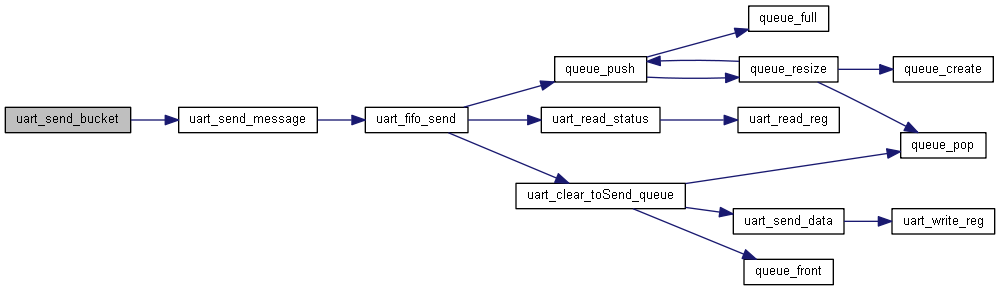 uart_send_bucket
uart_send_message
uart_fifo_send
queue_push
queue_full
queue_resize
queue_create
uart_read_status
uart_read_reg
queue_pop
uart_clear_toSend_queue
uart_send_data
uart_write_reg
queue_front